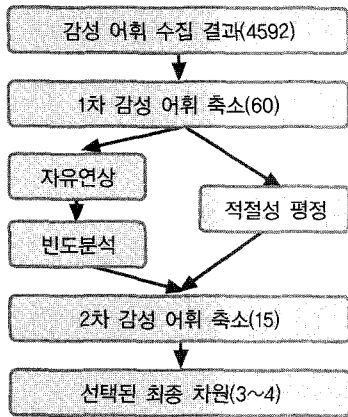 감성 어휘 수집 결과(4592)
1차 감성 어휘 축소(60)
자유연상
적절성 평정
빈도분석
2차 감성 어휘 축소(15)
선택된 최종 차원(3~4)